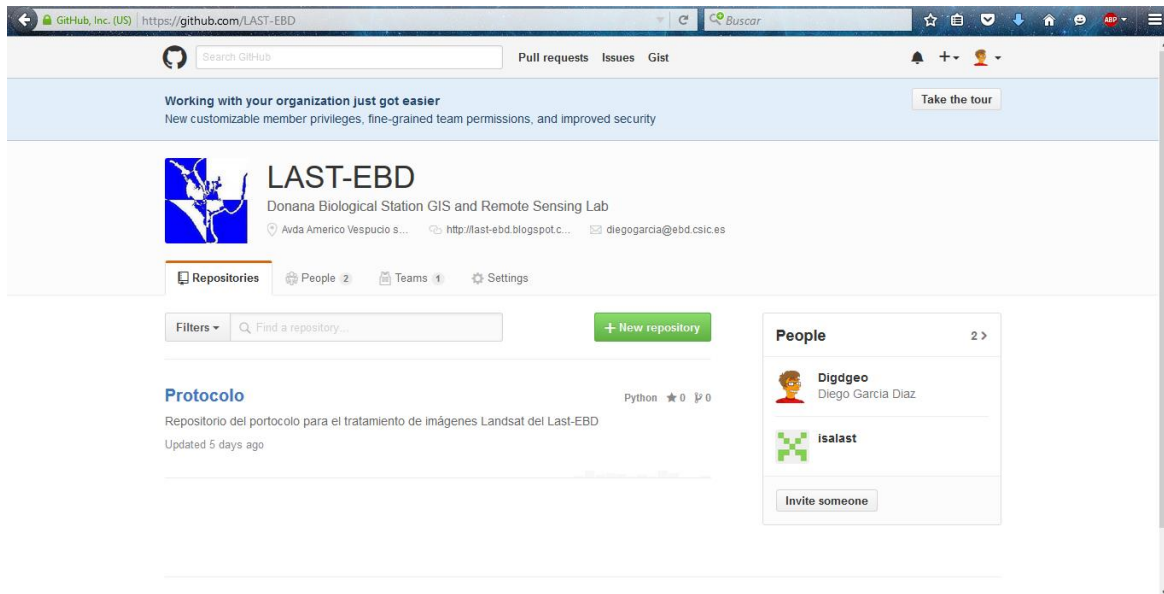 GitHub, Inc. (US) https://github.com/LAST-EBD Buscar ABP
Search GitHub Pull requests Issues Gist
Working with your organization just got easier Take the tour
New customizable member privileges, fine-grained team permissions, and improved security
LAST-EBD
Donana Biological Station GIS and Remote Sensing Lab
Avda Americo Vespucio s... http://last-ebd.blogspot.c... diegogarcia@ebd.csic.es
Repositories People 2 Teams 1 Settings
Filters Find a repository... + New repository
People 2 >
Protocolo Python 0 0
Repositorio del portocolo para el tratamiento de imágenes Landsat del Last-EBD
Updated 5 days ago
Digdgeo
Diego Garcia Diaz
isalast
Invite someone